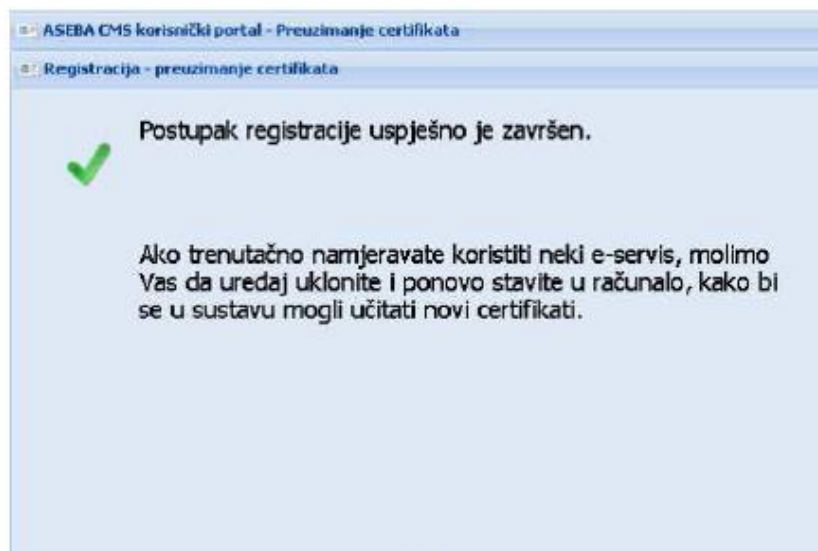 ASEBA CMS korisnički portal - Preuzimanje certifikata
Registracija - preuzimanje certifikata
Postupak registracije uspješno je završen.
Ako trenutačno namjeravate koristiti neki e-servis, molimo
Vas da uređaj uklonite i ponovo stavite u računalo, kako bi
se u sustavu mogli učitati novi certifikati.